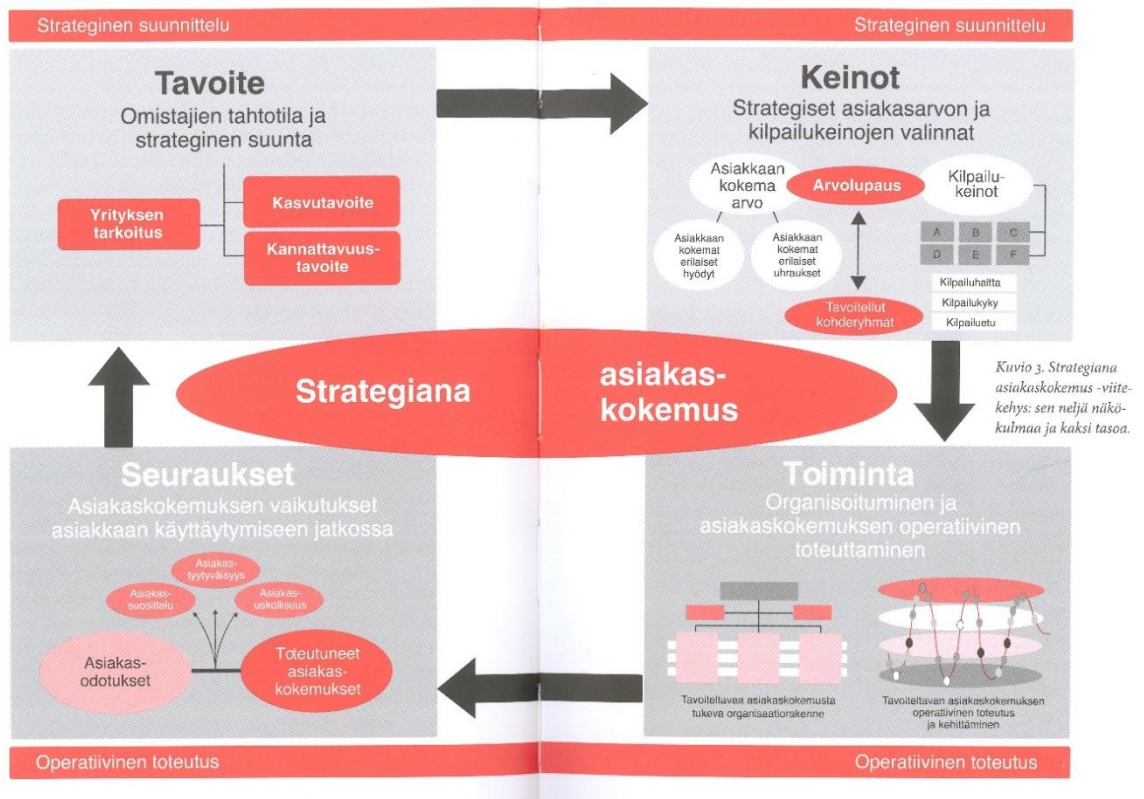 Strateginen suunnittelu
Strateginen suunnittelu
Tavoite
Omistajien tahtotila ja
strateginen suunta
Yrityksen
tarkoitus
Kasvutavoite
Kannattavuus-
tavoite
Keinot
Strategiset asiakasarvon ja
kilpailukeinojen valinnat
Asiakkaan
kokema
arvo
Arvolupaus
Kilpailu-
keinot
Asiakkaan
kokemat
erilaiset
hyödyt
Asiakkaan
kokemat
erilaiset
uhraukset
A B C
D E F
Kilpailuhaitta
Kilpailukyky
Kilpailuetu
Tavoitellut
kohderyhmat
Strategiana
asiakas-
kokemus
Kuvio 3. Strategiana
asiakaskokemus -viite-
kehys: sen neljä näkö-
kulmaa ja kaksi tasoa.
Seuraukset
Asiakaskokemuksen vaikutukset
asiakkaan käyttäytymiseen jatkossa
Asiakas-
tyytyväisyys
Asiakas-
suosittelu
Asiakas-
uskollisuus
Asiakas-
odotukset
Toteutuneet
asiakas-
kokemukset
Toiminta
Organisoituminen ja
asiakaskokemuksen operatiivinen
toteuttaminen
Tavoiteltavaa asiakaskokemusta
tukeva organisaatiorakenne
Tavoiteltavan asiakaskokemuksen
operatiivinen toteutus
ja kehittäminen
Operatiivinen toteutus
Operatiivinen toteutus